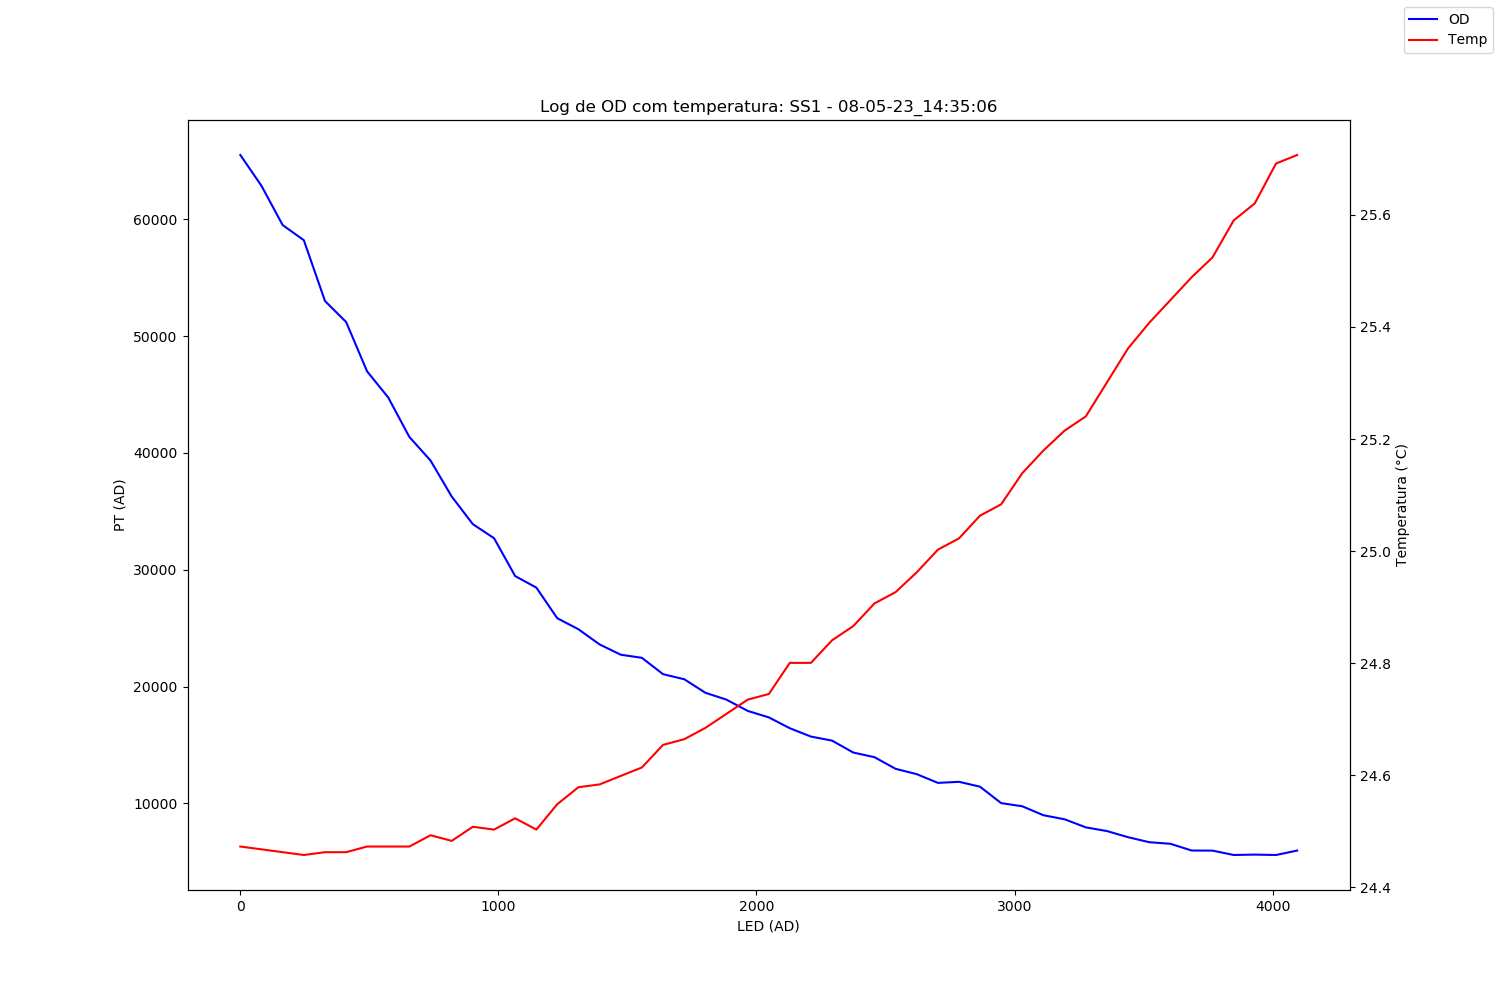 OD
Temp
Log de OD com temperatura: SS1 - 08-05-23_14:35:06
60000
50000
40000
30000
20000
10000
PT (AD)
25.6
25.4
25.2
25.0
24.8
24.6
24.4
Temperatura (°C)
0 1000 2000 3000 4000
LED (AD)